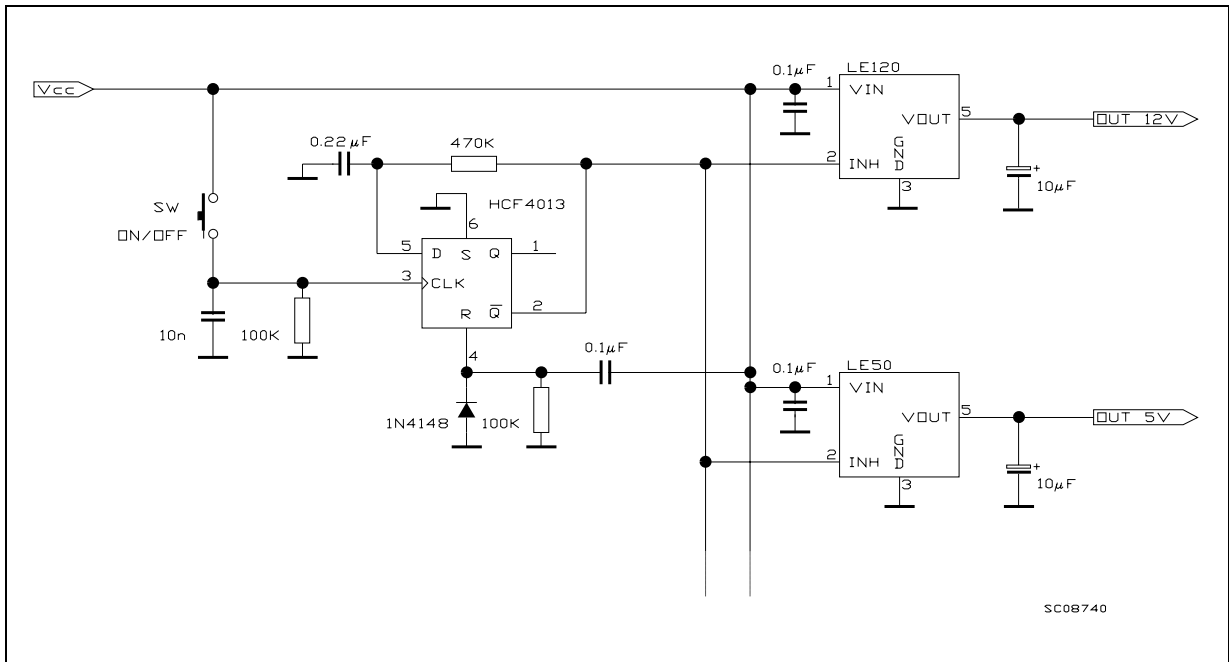 Vcc
SW
ON/OFF
10n
100K
0.22μF
470K
HCF4013
6
5
D
S
Q
1
3
CLK
R
Q̅
2
4
1N4148
100K
0.1μF
0.1μF
LE120
1
VIN
VOUT
5
OUT 12V
2
INH
GND
3
+
10μF
0.1μF
LE50
1
VIN
VOUT
5
OUT 5V
2
INH
GND
3
+
10μF
SC08740